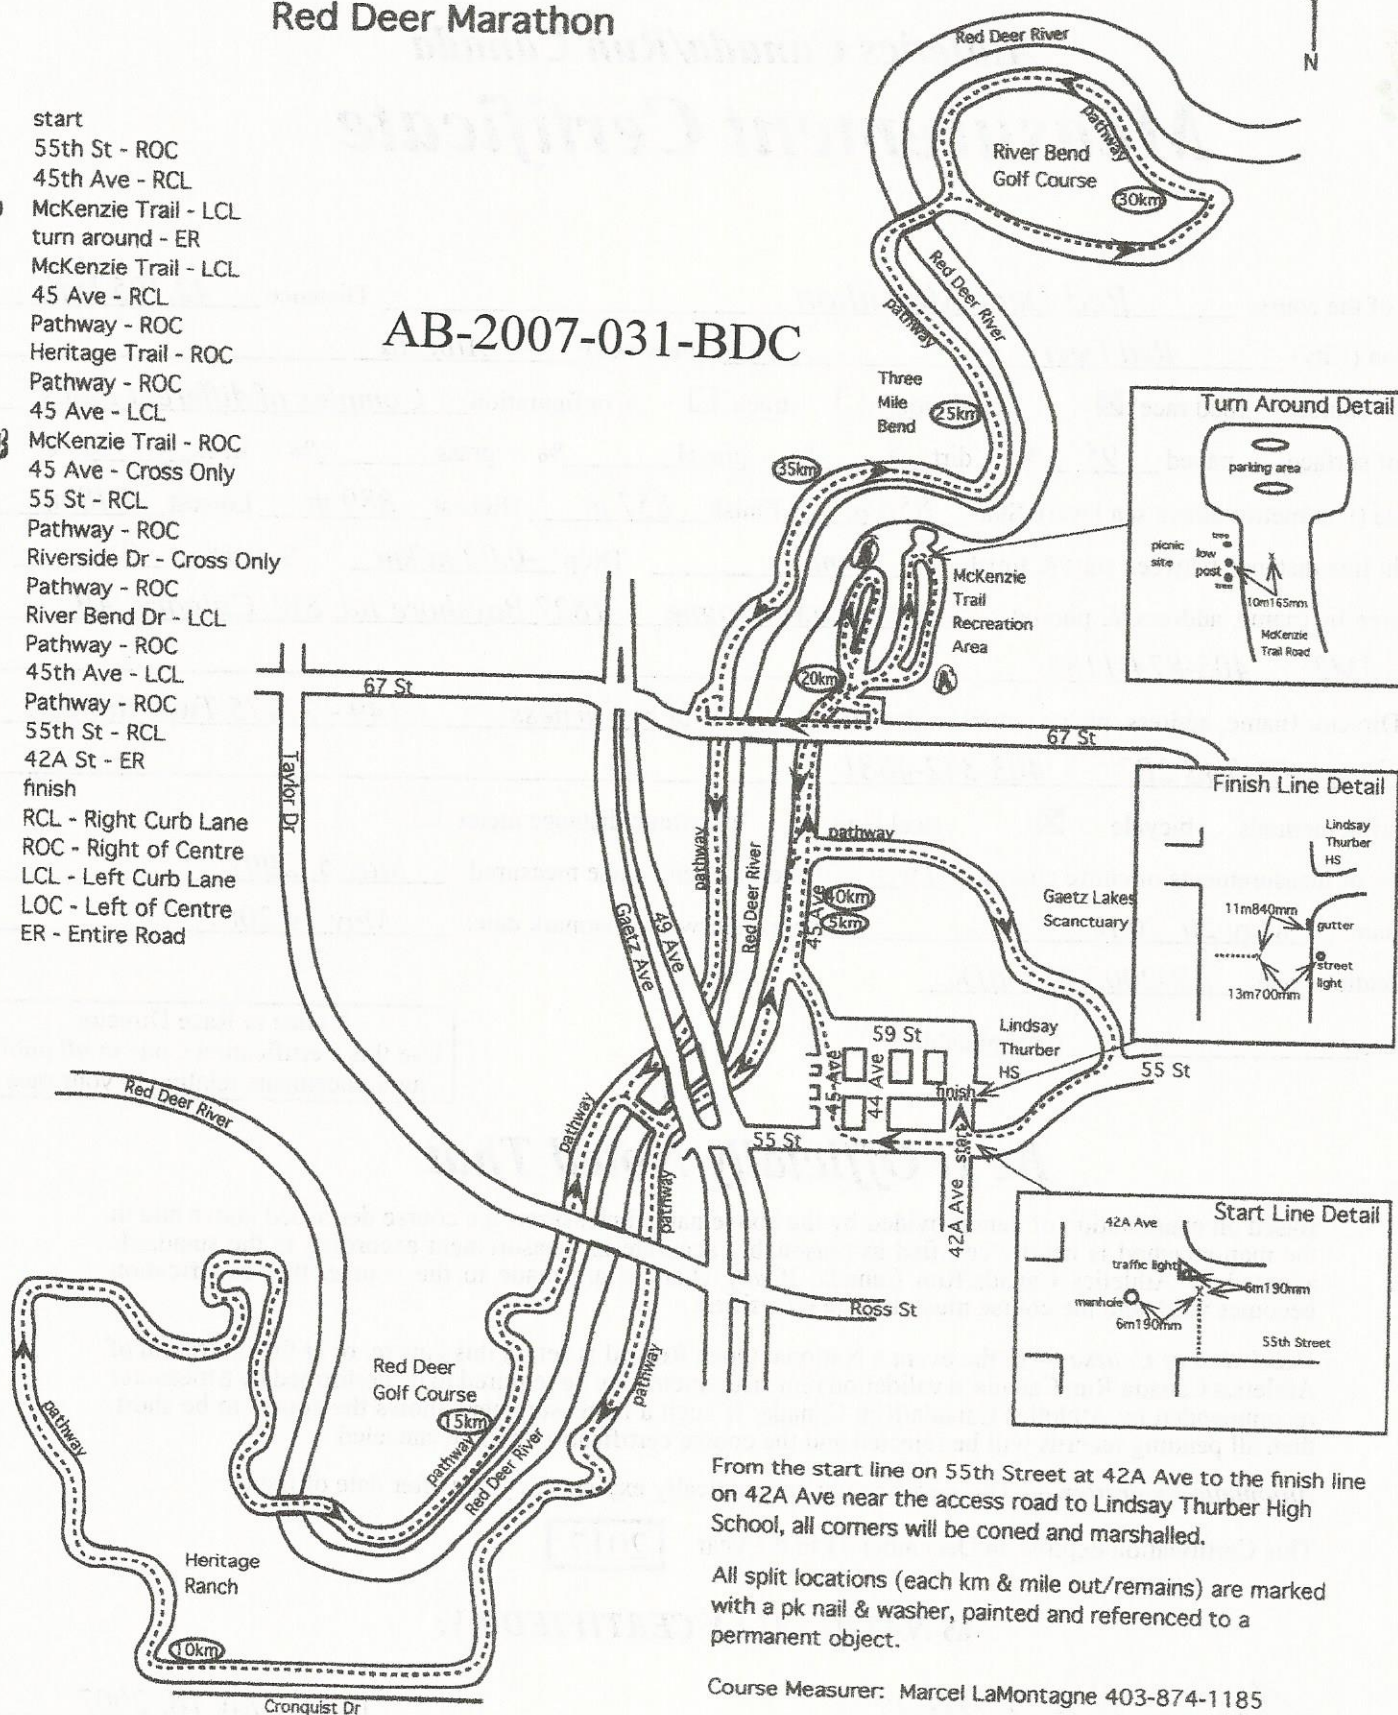 Red Deer Marathon
N
start
55th St - ROC
45th Ave - RCL
McKenzie Trail - LCL
turn around - ER
McKenzie Trail - LCL
45 Ave - RCL
Pathway - ROC
Heritage Trail - ROC
Pathway - ROC
45 Ave - LCL
McKenzie Trail - ROC
45 Ave - Cross Only
55 St - RCL
Pathway - ROC
Riverside Dr - Cross Only
Pathway - ROC
River Bend Dr - LCL
Pathway - ROC
45th Ave - LCL
Pathway - ROC
55th St - RCL
42A St - ER
finish
RCL - Right Curb Lane
ROC - Right of Centre
LCL - Left Curb Lane
LOC - Left of Centre
ER - Entire Road
AB-2007-031-BDC
Red Deer River
pathway
River Bend
Golf Course
30km
Red Deer River
pathway
Three
Mile
Bend
25km
35km
Turn Around Detail
parking area
tree
picnic
site
low
post
tree
10m165mm
McKenzie
Trail Road
McKenzie
Trail
Recreation
Area
20km
67 St
67 St
Taylor Dr
Finish Line Detail
Lindsay
Thurber
HS
11m840mm
gutter
street
light
13m700mm
pathway
pathway
Red Deer River
45 Ave
40km
5km
Gaetz Lakes
Scanctuary
Gaetz Ave
49 Ave
59 St
45 Ave
44 Ave
Lindsay
Thurber
HS
finish
55 St
55 St
start
42A Ave
Red Deer River
pathway
pathway
Ross St
Start Line Detail
42A Ave
traffic light
6m190mm
manhole
6m190mm
55th Street
Red Deer
Golf Course
15km
pathway
Red Deer River
pathway
pathway
Heritage
Ranch
10km
Cronquist Dr
From the start line on 55th Street at 42A Ave to the finish line
on 42A Ave near the access road to Lindsay Thurber High
School, all corners will be coned and marshalled.
All split locations (each km & mile out/remains) are marked
with a pk nail & washer, painted and referenced to a
permanent object.
Course Measurer: Marcel LaMontagne 403-874-1185